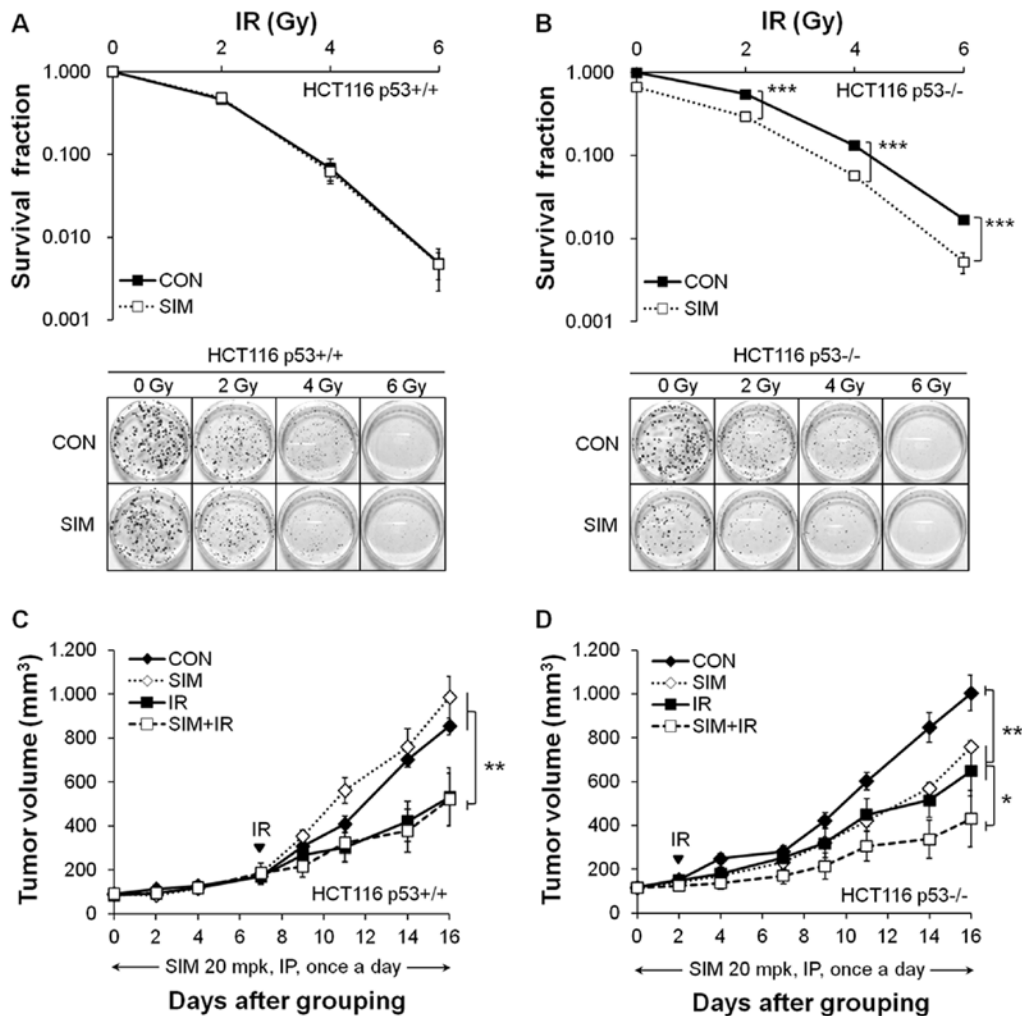 A
IR (Gy)
0 2 4 6
1.000
0.100
0.010
0.001
Survival fraction
HCT116 p53+/+
CON
SIM
HCT116 p53+/+
0 Gy 2 Gy 4 Gy 6 Gy
CON
SIM
B
IR (Gy)
0 2 4 6
1.000
0.100
0.010
0.001
Survival fraction
HCT116 p53-/-
***
***
***
CON
SIM
HCT116 p53-/-
0 Gy 2 Gy 4 Gy 6 Gy
CON
SIM
C
1.200
1.000
800
600
400
200
0
Tumor volume (mm³)
CON
SIM
IR
SIM+IR
**
IR
HCT116 p53+/+
0 2 4 6 8 10 12 14 16
SIM 20 mpk, IP, once a day
Days after grouping
D
1.200
1.000
800
600
400
200
0
Tumor volume (mm³)
CON
SIM
IR
SIM+IR
**
*
IR
HCT116 p53-/-
0 2 4 6 8 10 12 14 16
SIM 20 mpk, IP, once a day
Days after grouping